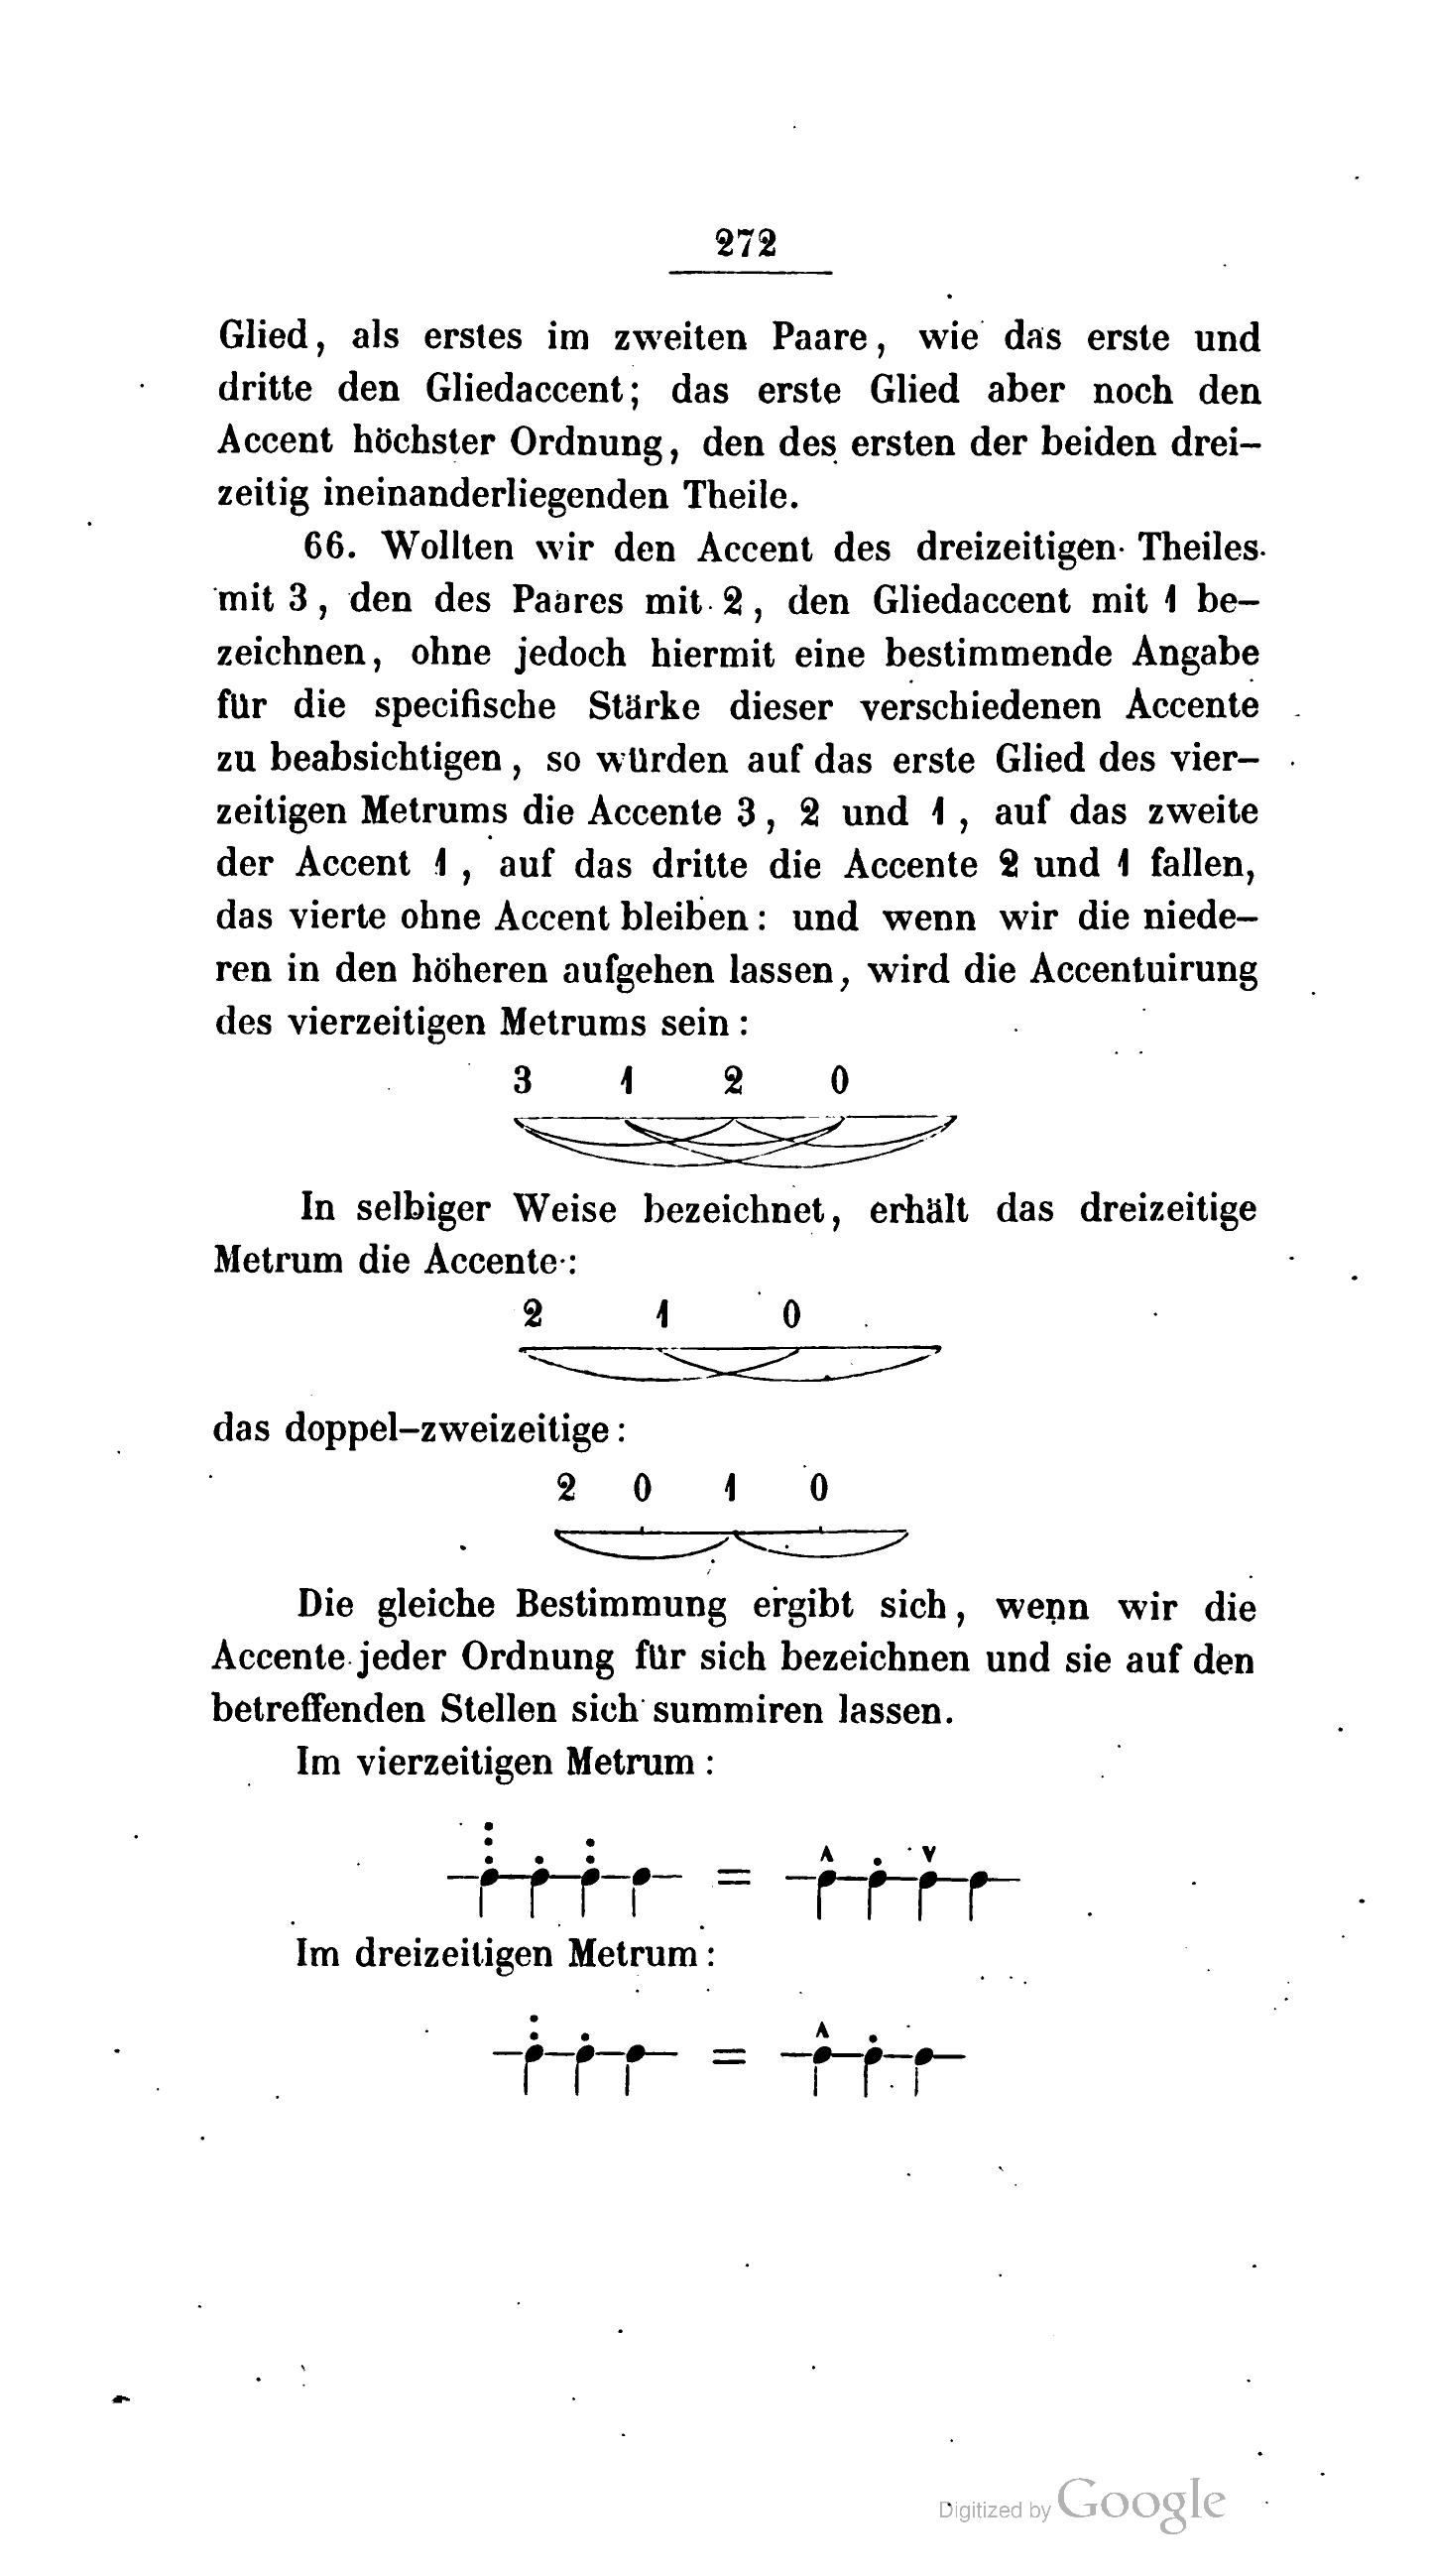 272
Glied, als erstes im zweiten Paare, wie das erste und
dritte den Gliedaccent; das erste Glied aber noch den
Accent höchster Ordnung, den des ersten der beiden drei-
zeitig ineinanderliegenden Theile.
66. Wollten wir den Accent des dreizeitigen Theiles
mit 3, den des Paares mit 2, den Gliedaccent mit 1 be-
zeichnen, ohne jedoch hiermit eine bestimmende Angabe
für die specifische Stärke dieser verschiedenen Accente
zu beabsichtigen, so würden auf das erste Glied des vier-
zeitigen Metrums die Accente 3, 2 und 1, auf das zweite
der Accent 1, auf das dritte die Accente 2 und 1 fallen,
das vierte ohne Accent bleiben: und wenn wir die niede-
ren in den höheren aufgehen lassen, wird die Accentuirung
des vierzeitigen Metrums sein:
3 1 2 0
In selbiger Weise bezeichnet, erhält das dreizeitige
Metrum die Accente:
2 1 0
das doppel-zweizeitige:
2 0 1 0
Die gleiche Bestimmung ergibt sich, wenn wir die
Accente jeder Ordnung für sich bezeichnen und sie auf den
betreffenden Stellen sich summiren lassen.
Im vierzeitigen Metrum:
=
Im dreizeitigen Metrum:
=
Digitized by Google